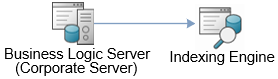 Business Logic Server
(Corporate Server)
Indexing Engine